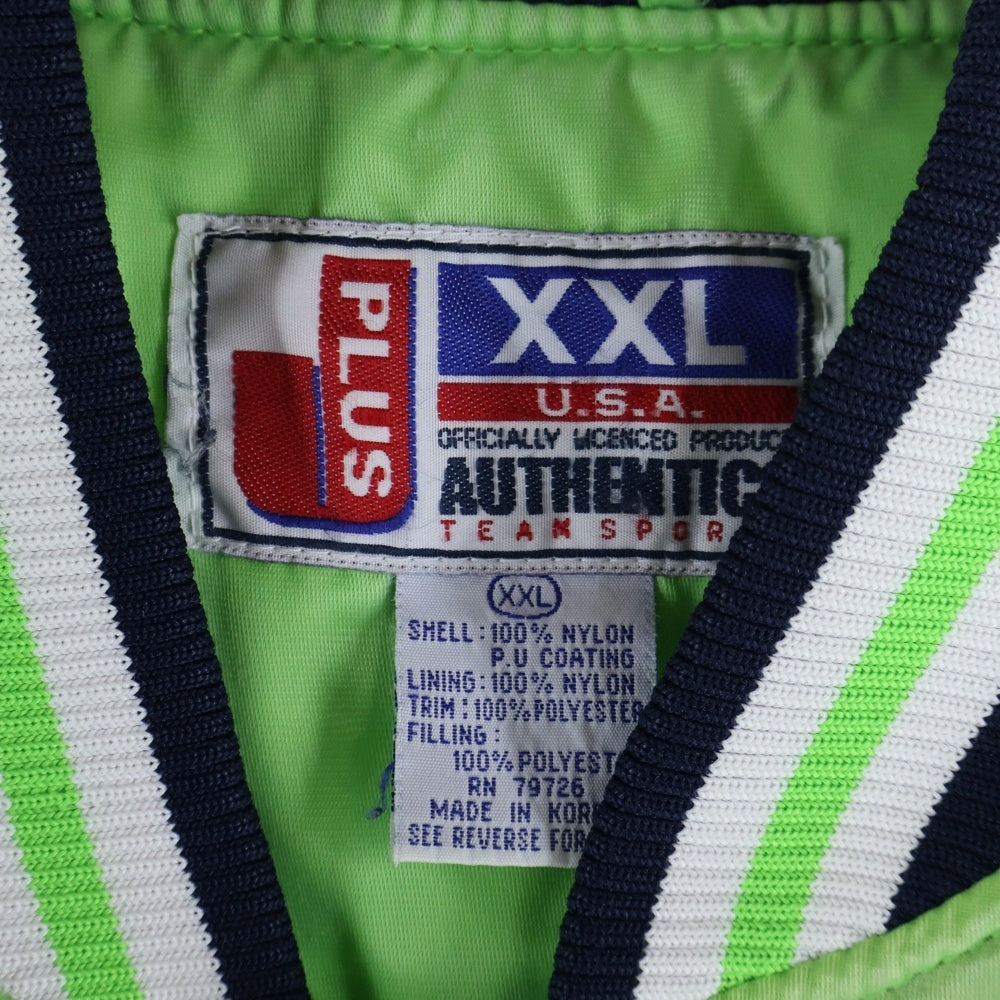 PLUS
XXL
U.S.A.
OFFICIALLY LICENCED PRODUC
AUTHENTIC
TEAM SPOR
XXL
SHELL: 100% NYLON
P.U COATING
LINING: 100% NYLON
TRIM: 100% POLYESTER
FILLING:
100% POLYEST
RN 79726
MADE IN KOR
SEE REVERSE FOR